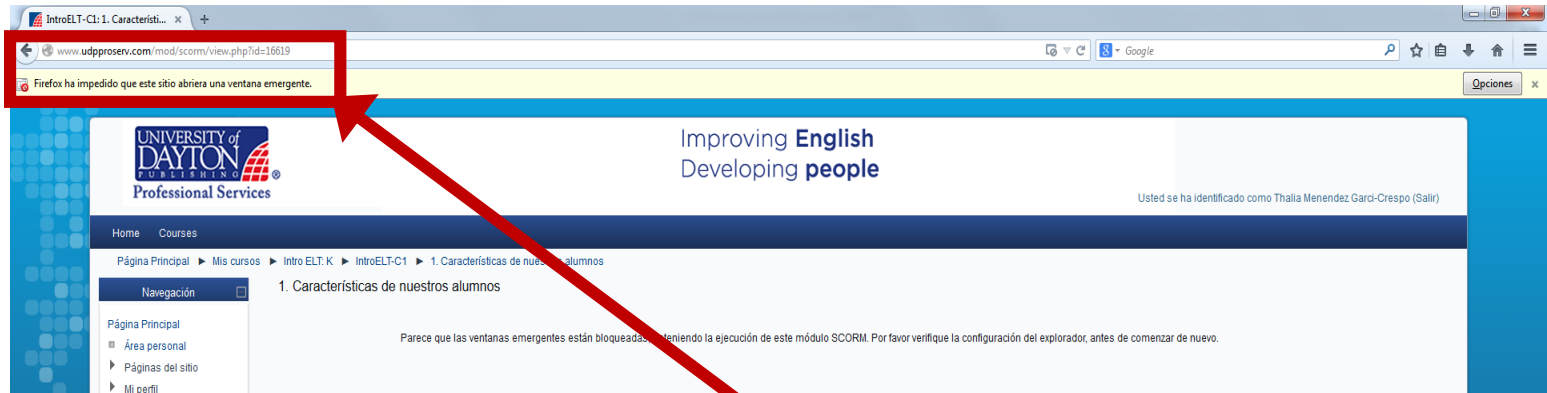 IntroELT-C1: 1. Característi...
www.udpproserv.com/mod/scorm/view.php?id=16619
Google
Firefox ha impedido que este sitio abriera una ventana emergente.
Opciones
UNIVERSITY of
DAYTON
PUBLISHING
Professional Services
Improving English
Developing people
Usted se ha identificado como Thalia Menendez Garci-Crespo (Salir)
Home Courses
Página Principal ► Mis cursos ► Intro ELT: K ► IntroELT-C1 ► 1. Características de alumnos
Navegación
1. Características de nuestros alumnos
Página Principal
Área personal
Páginas del sitio
Mi perfil
Parece que las ventanas emergentes están bloqueadas, teniendo la ejecución de este módulo SCORM. Por favor verifique la configuración del explorador, antes de comenzar de nuevo.